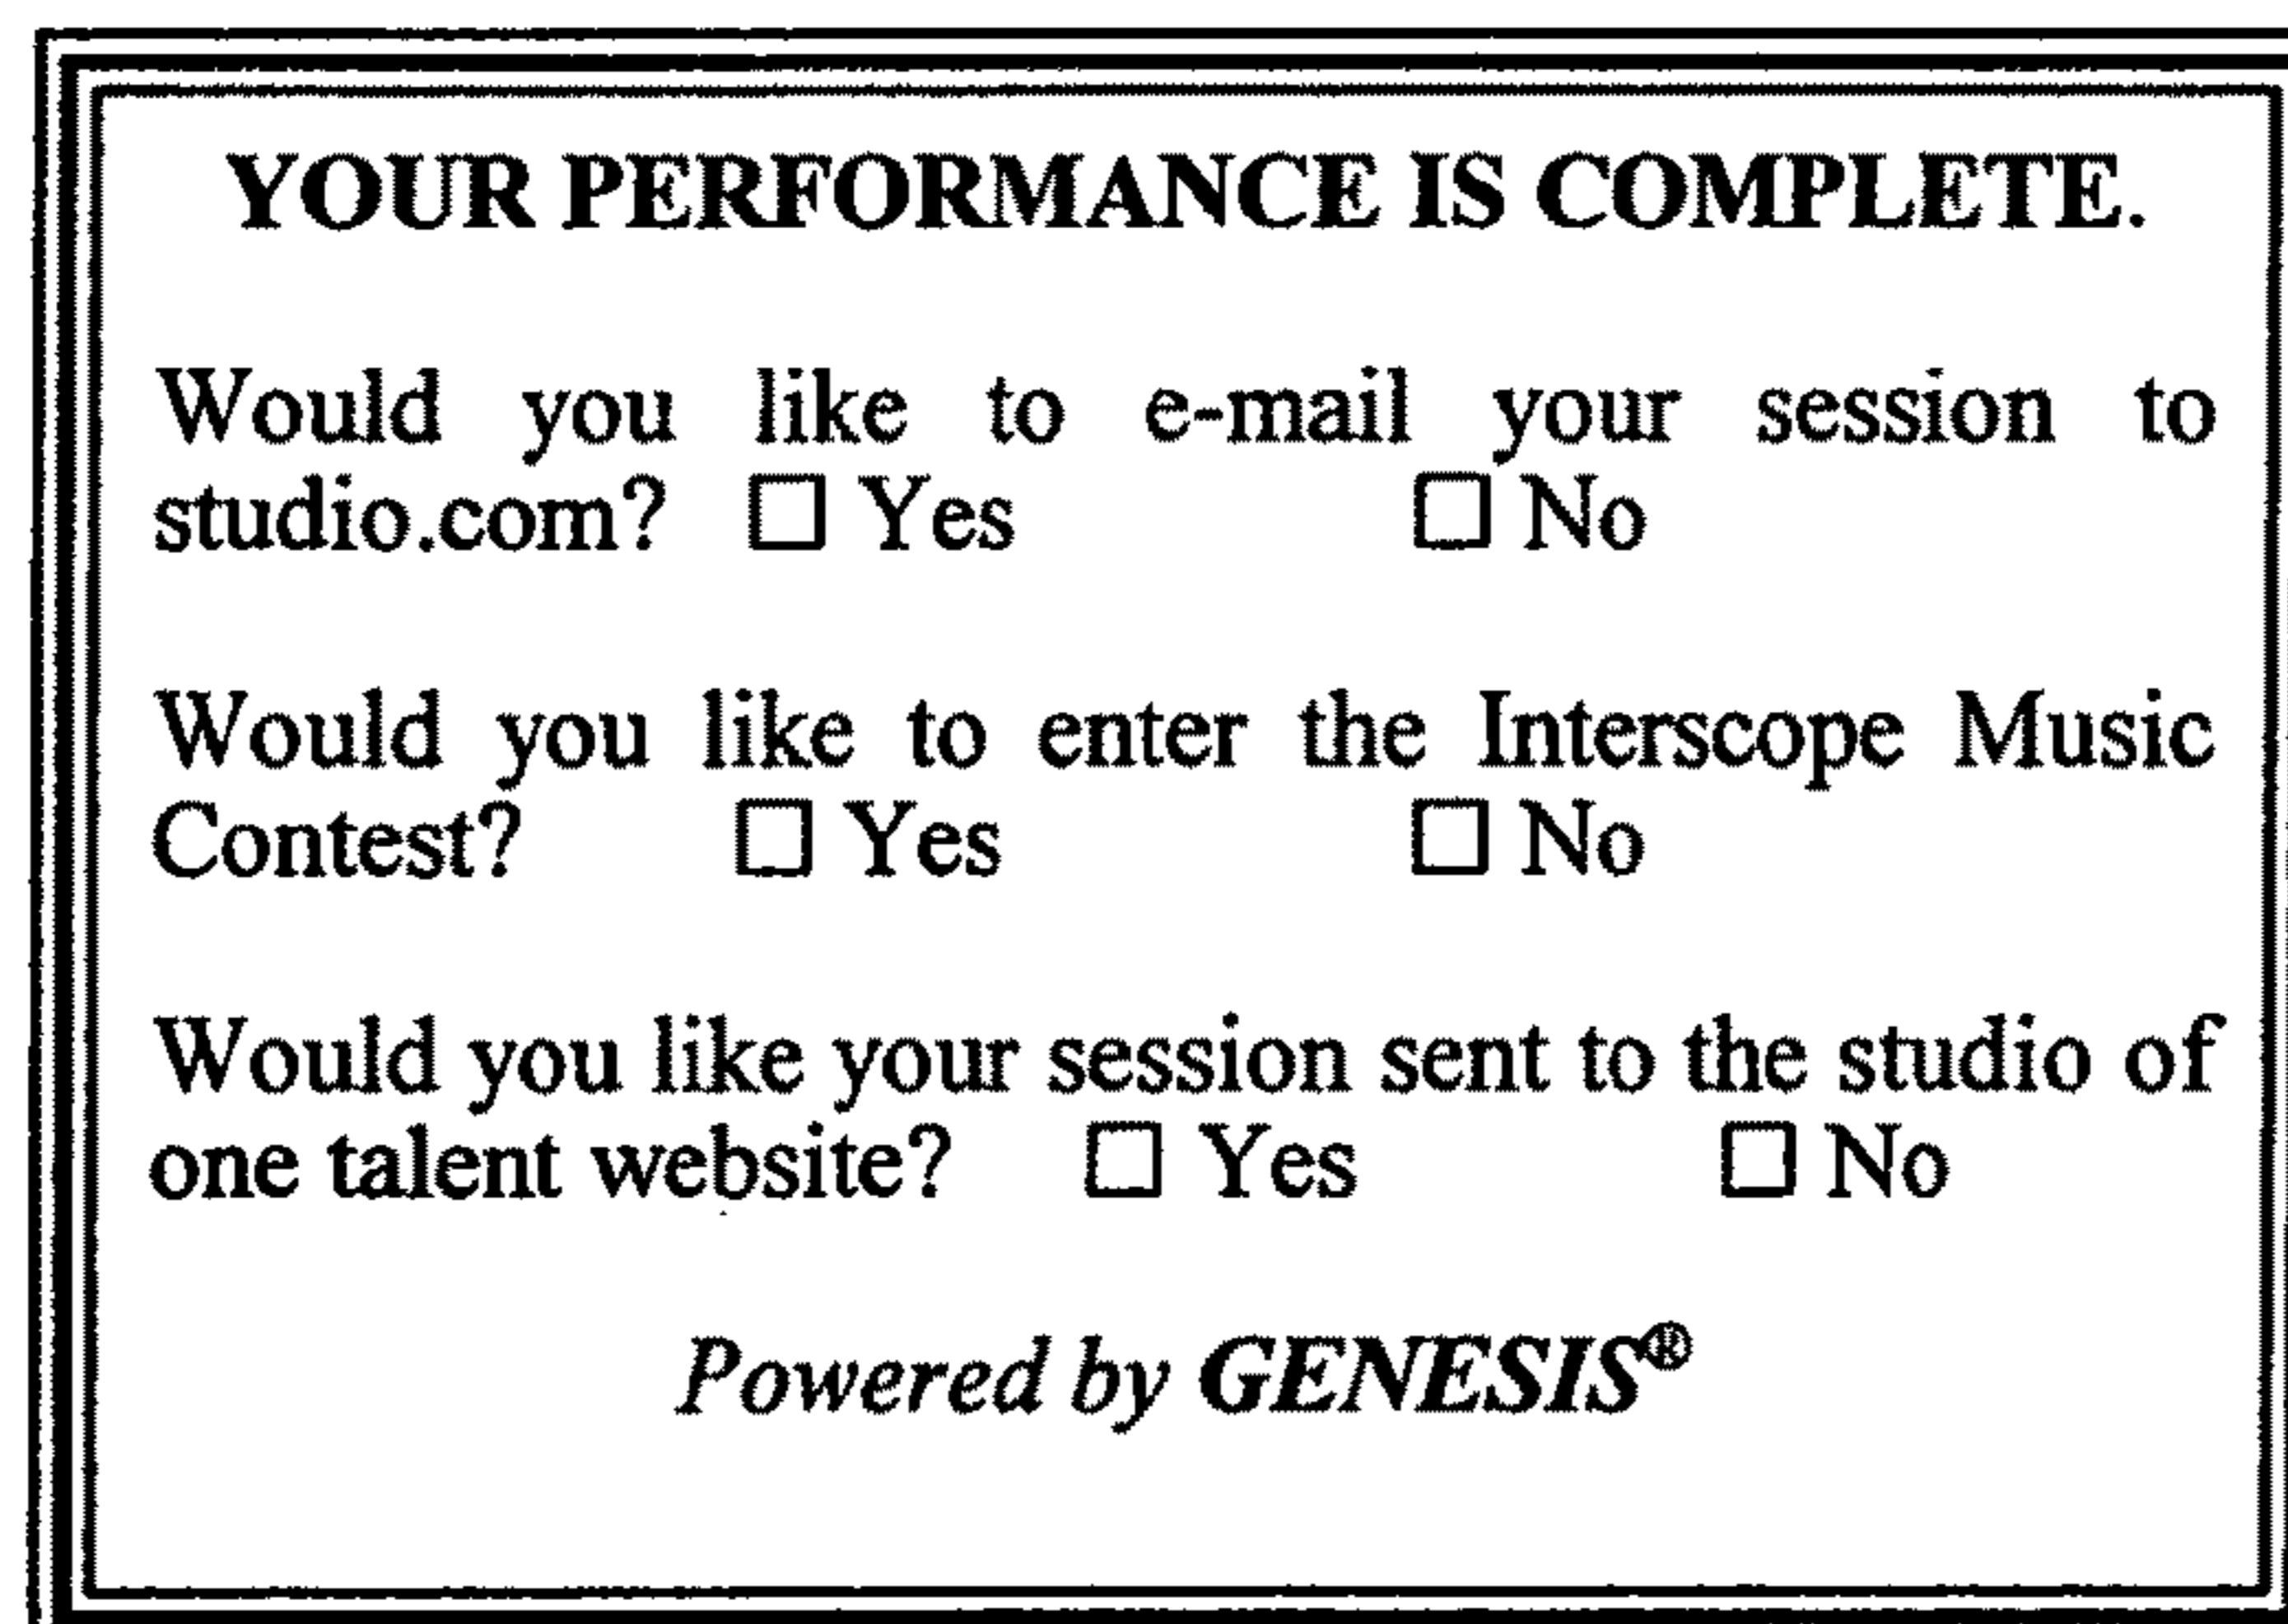 YOUR PERFORMANCE IS COMPLETE.
Would you like to e-mail your session to
studio.com? ☐ Yes ☐ No
Would you like to enter the Interscope Music
Contest? ☐ Yes ☐ No
Would you like your session sent to the studio of
one talent website? ☐ Yes ☐ No
Powered by GENESIS®